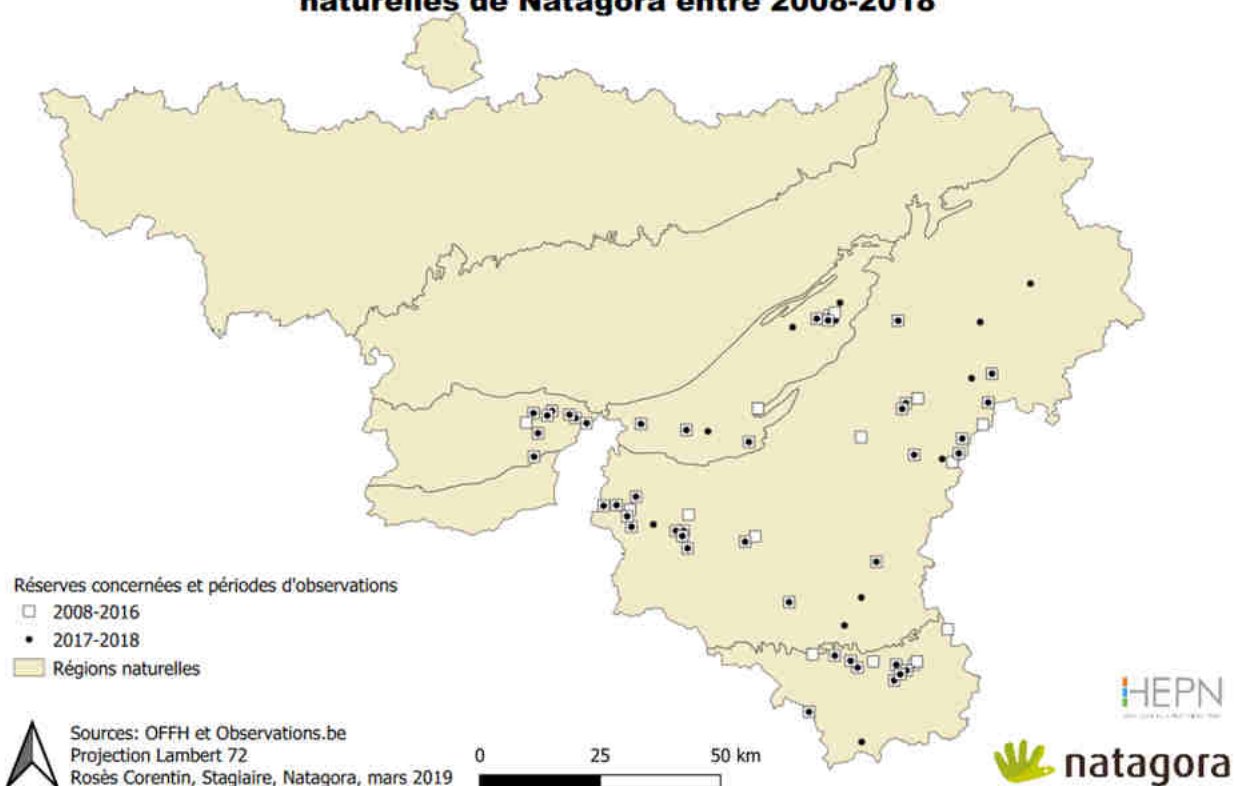 naturelles de Natagora entre 2008-2018
Réserves concernées et périodes d'observations
2008-2016
2017-2018
Régions naturelles
Sources: OFFH et Observations.be
Projection Lambert 72
Rosès Corentin, Stagiaire, Natagora, mars 2019
0 25 50 km
HEPN
natagora